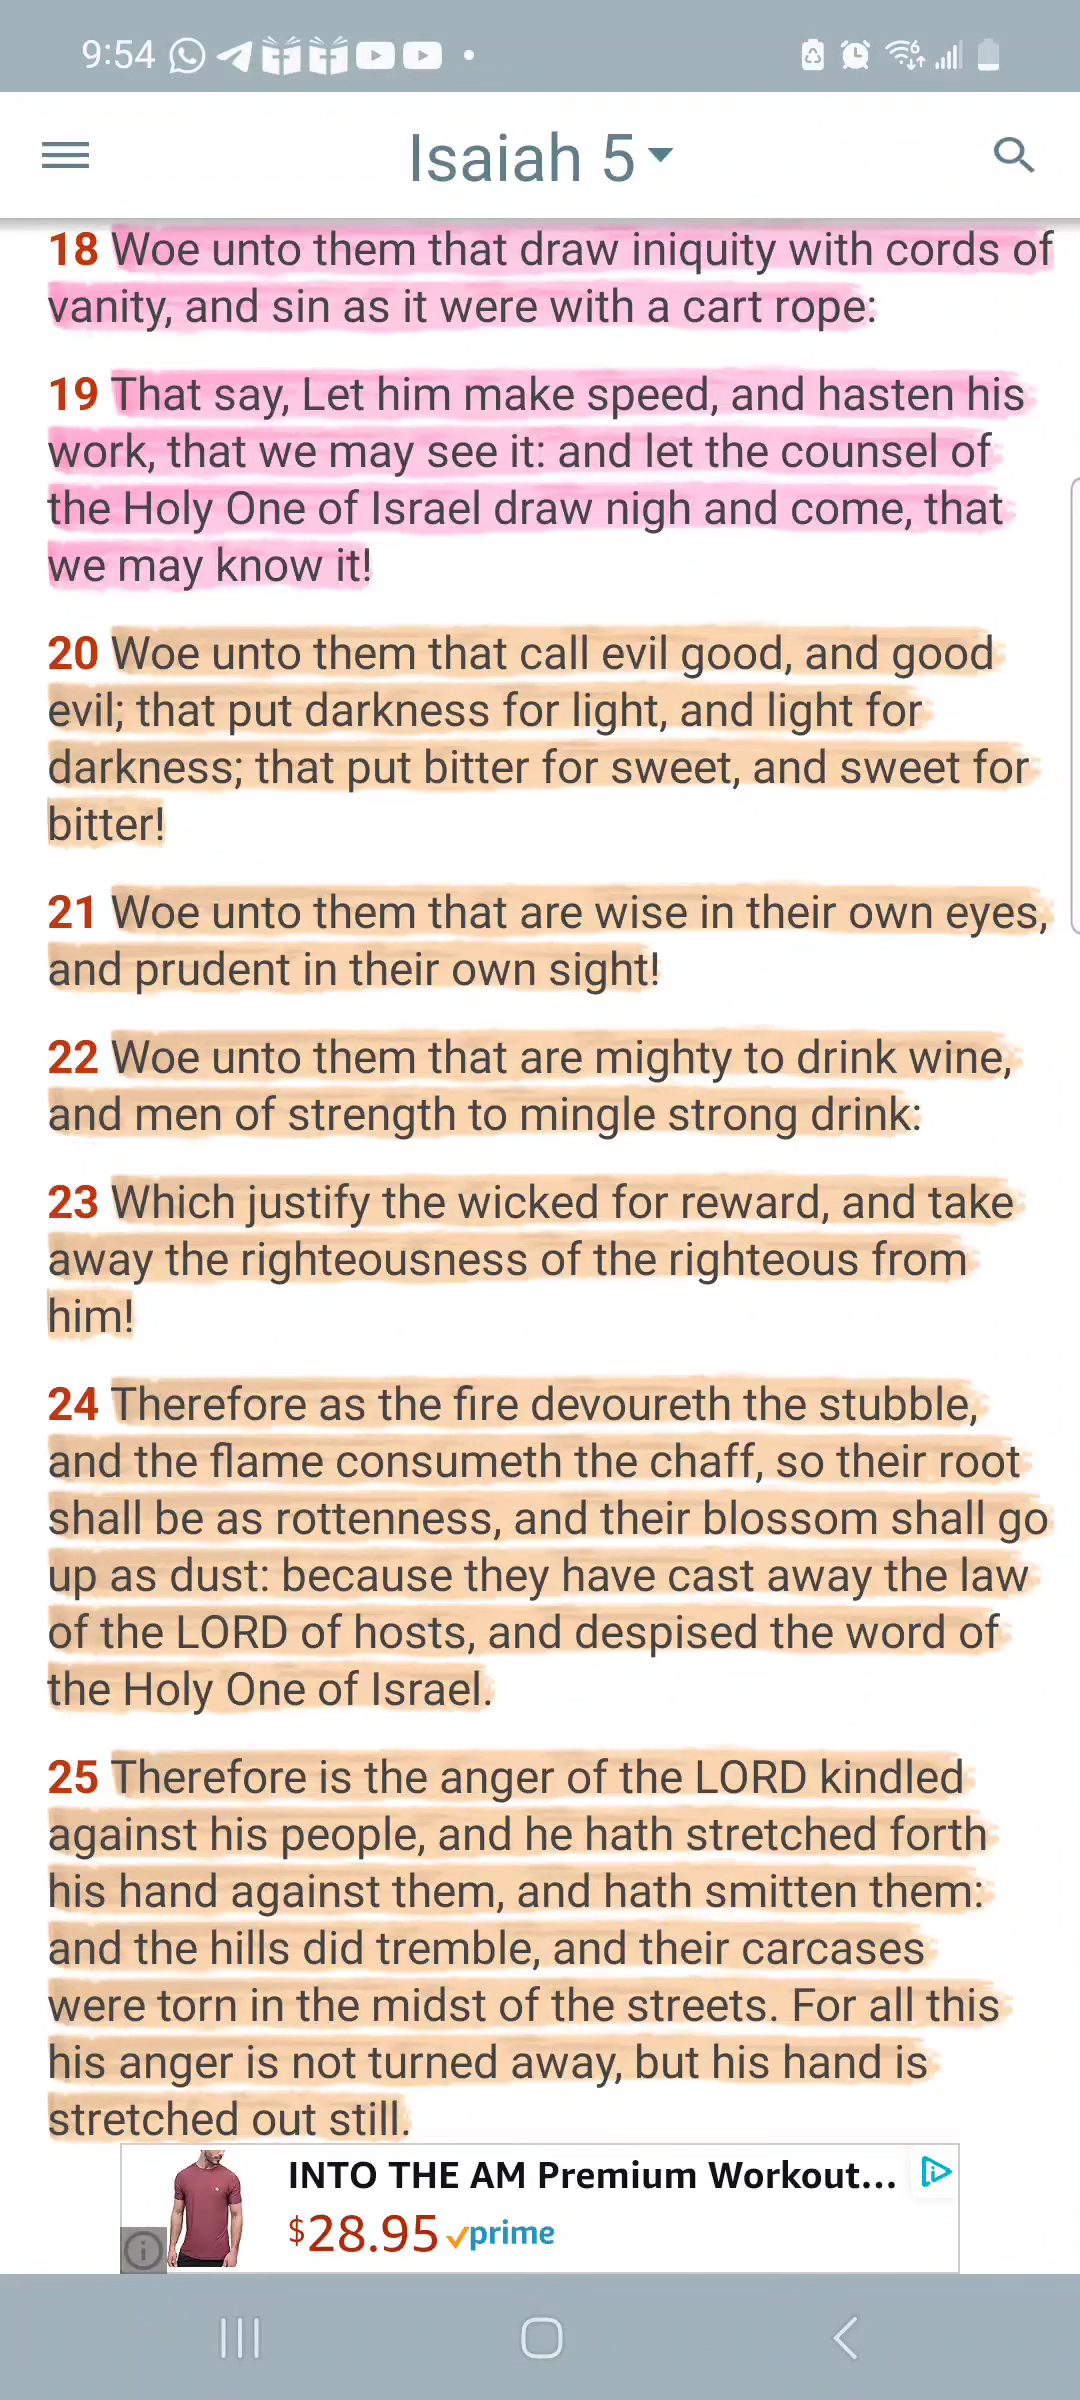 9:54
Isaiah 5
18 Woe unto them that draw iniquity with cords of
vanity, and sin as it were with a cart rope:
19 That say, Let him make speed, and hasten his
work, that we may see it: and let the counsel of
the Holy One of Israel draw nigh and come, that
we may know it!
20 Woe unto them that call evil good, and good
evil; that put darkness for light, and light for
darkness; that put bitter for sweet, and sweet for
bitter!
21 Woe unto them that are wise in their own eyes,
and prudent in their own sight!
22 Woe unto them that are mighty to drink wine,
and men of strength to mingle strong drink:
23 Which justify the wicked for reward, and take
away the righteousness of the righteous from
him!
24 Therefore as the fire devoureth the stubble,
and the flame consumeth the chaff, so their root
shall be as rottenness, and their blossom shall go
up as dust: because they have cast away the law
of the LORD of hosts, and despised the word of
the Holy One of Israel.
25 Therefore is the anger of the LORD kindled
against his people, and he hath stretched forth
his hand against them, and hath smitten them:
and the hills did tremble, and their carcases
were torn in the midst of the streets. For all this
his anger is not turned away, but his hand is
stretched out still.
INTO THE AM Premium Workout...
$28.95 prime